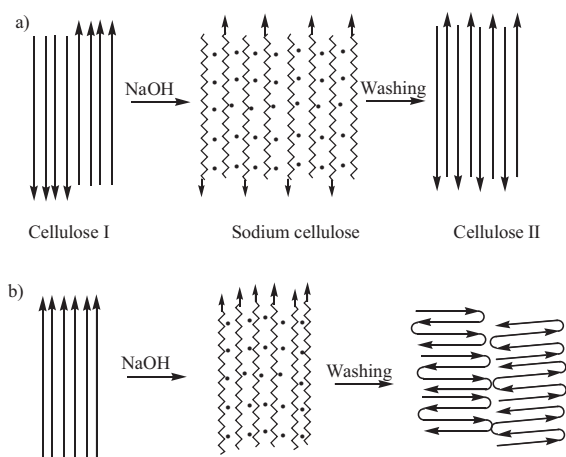 a)
NaOH
Washing
Cellulose I
Sodium cellulose
Cellulose II
b)
NaOH
Washing